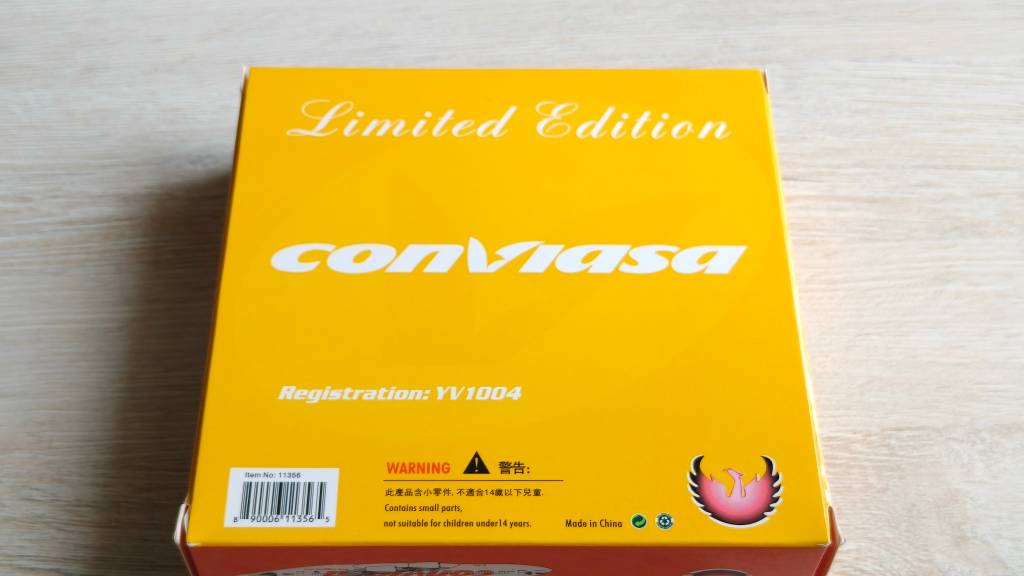 Limited Edition
conviasa
Registration: YV1004
Item No: 11356
8 90006 11356 5
WARNING 警告:
此產品含小零件, 不適合14歲以下兒童.
Contains small parts,
not suitable for children under14 years.
Made in China